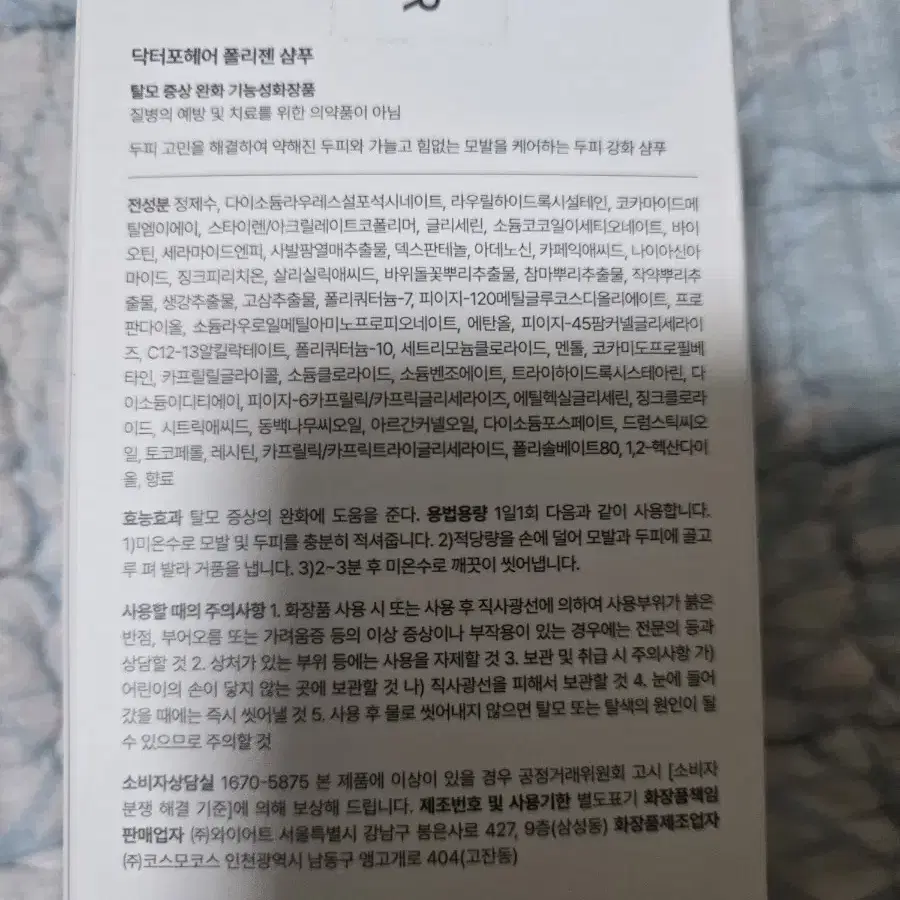 닥터포헤어 폴리젠 샴푸
탈모 증상 완화 기능성화장품
질병의 예방 및 치료를 위한 의약품이 아님
두피 고민을 해결하여 약해진 두피와 가늘고 힘없는 모발을 케어하는 두피 강화 샴푸
전성분 정제수, 다이소듐라우레스설포석시네이트, 라우릴하이드록시설테인, 코카마이드메
틸엠이에이, 스타이렌/아크릴레이트코폴리머, 글리세린, 소듐코코일이세티오네이트, 바이
오틴, 세라마이드엔피, 사발팜열매추출물, 덱스판테놀, 아데노신, 카페익애씨드, 나이아신아
마이드, 징크피리치온, 살리실릭애씨드, 바위돌꽃뿌리추출물, 참마뿌리추출물, 작약뿌리추
출물, 생강추출물, 고삼추출물, 폴리쿼터늄-7, 피이지-120메틸글루코스디올리에이트, 프로
판다이올, 소듐라우로일메틸아미노프로피오네이트, 에탄올, 피이지-45팜커넬글리세라이
즈, C12-13알킬락테이트, 폴리쿼터늄-10, 세트리모늄클로라이드, 멘톨, 코카미도프로필베
타인, 카프릴릴글라이콜, 소듐클로라이드, 소듐벤조에이트, 트라이하이드록시스테아린, 다
이소듐이디티에이, 피이지-6카프릴릭/카프릭글리세라이즈, 에틸헥실글리세린, 징크클로라
이드, 시트릭애씨드, 동백나무씨오일, 아르간커넬오일, 다이소듐포스페이트, 드럼스틱씨오
일, 토코페롤, 레시틴, 카프릴릭/카프릭트라이글리세라이드, 폴리솔베이트80, 1,2-헥산다이
올, 향료
효능효과 탈모 증상의 완화에 도움을 준다. 용법용량 1일1회 다음과 같이 사용합니다.
1)미온수로 모발 및 두피를 충분히 적셔줍니다. 2)적당량을 손에 덜어 모발과 두피에 골고
루 펴 발라 거품을 냅니다. 3)2~3분 후 미온수로 깨끗이 씻어냅니다.
사용할 때의 주의사항 1. 화장품 사용 시 또는 사용 후 직사광선에 의하여 사용부위가 붉은
반점, 부어오름 또는 가려움증 등의 이상 증상이나 부작용이 있는 경우에는 전문의 등과
상담할 것 2. 상처가 있는 부위 등에는 사용을 자제할 것 3. 보관 및 취급 시 주의사항 가)
어린이의 손이 닿지 않는 곳에 보관할 것 나) 직사광선을 피해서 보관할 것 4. 눈에 들어
갔을 때에는 즉시 씻어낼 것 5. 사용 후 물로 씻어내지 않으면 탈모 또는 탈색의 원인이 될
수 있으므로 주의할 것
소비자상담실 1670-5875 본 제품에 이상이 있을 경우 공정거래위원회 고시 [소비자
분쟁 해결 기준]에 의해 보상해 드립니다. 제조번호 및 사용기한 별도표기 화장품책임
판매업자 ㈜와이어트 서울특별시 강남구 봉은사로 427, 9층(삼성동) 화장품제조업자
㈜코스모코스 인천광역시 남동구 앵고개로 404(고잔동)